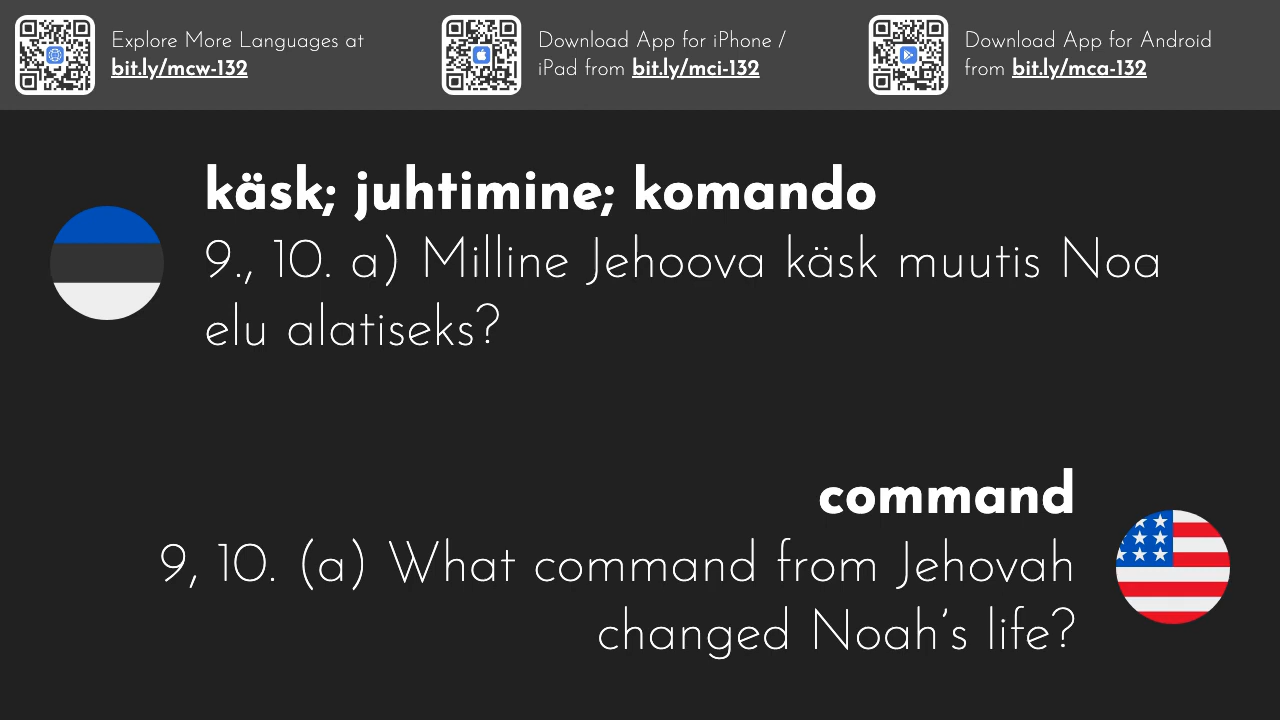 Explore More Languages at
bit.ly/mcw-132
Download App for iPhone /
iPad from bit.ly/mci-132
Download App for Android
from bit.ly/mca-132
käsk; juhtimine; komando
9., 10. a) Milline Jehoova käsk muutis Noa
elu alatiseks?
command
9, 10. (a) What command from Jehovah
changed Noah’s life?